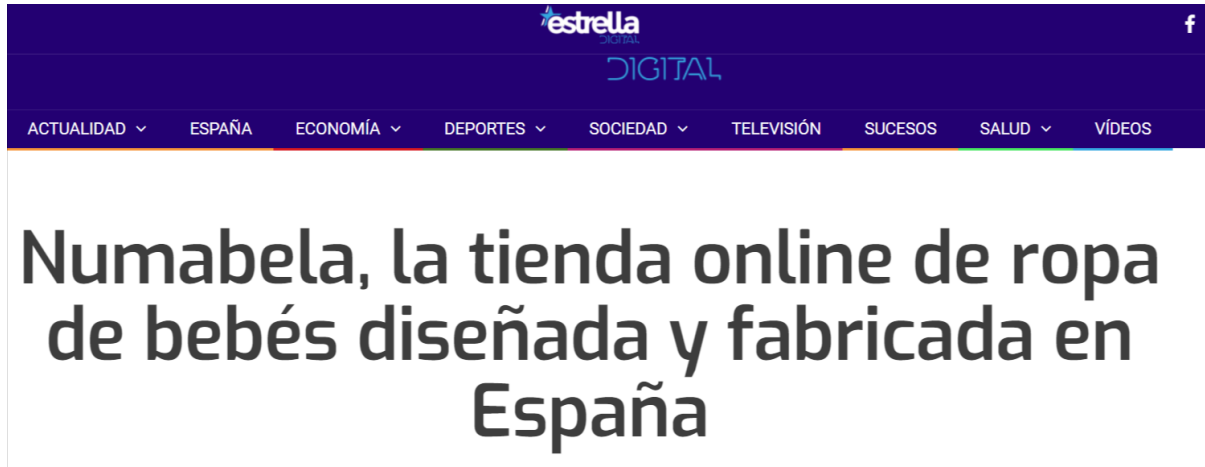 estrella
DIGITAL
f
DIGITAL
ACTUALIDAD ESPAÑA ECONOMÍA DEPORTES SOCIEDAD TELEVISIÓN SUCESOS SALUD VÍDEOS
Numabela, la tienda online de ropa
de bebés diseñada y fabricada en
España